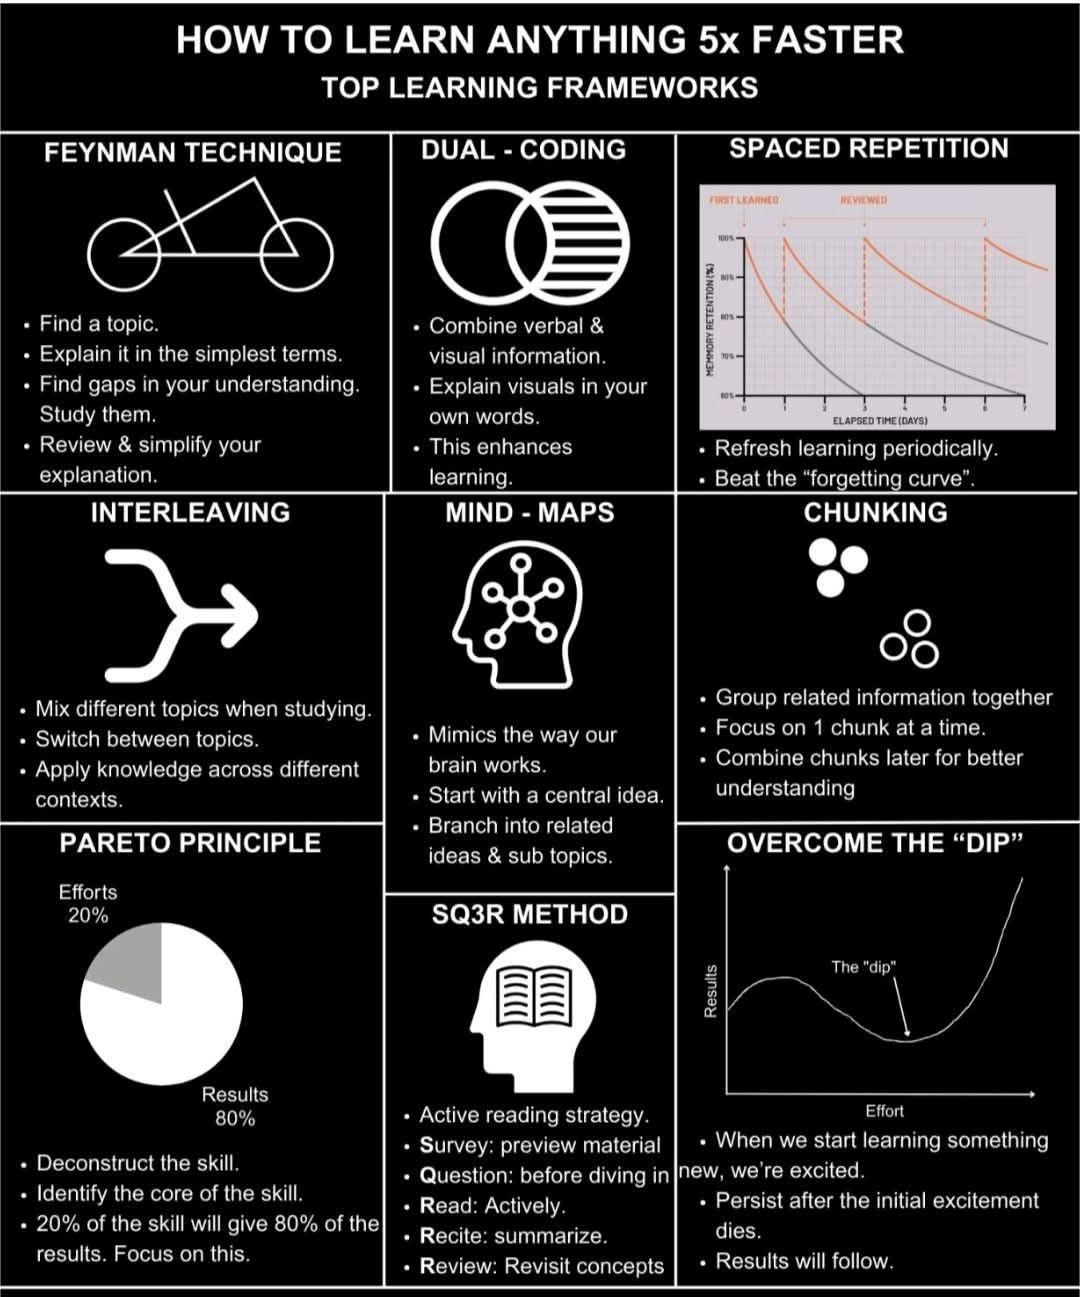 HOW TO LEARN ANYTHING 5x FASTER
TOP LEARNING FRAMEWORKS
FEYNMAN TECHNIQUE
• Find a topic.
• Explain it in the simplest terms.
• Find gaps in your understanding.
Study them.
• Review & simplify your
explanation.
DUAL - CODING
• Combine verbal &
visual information.
• Explain visuals in your
own words.
• This enhances
learning.
SPACED REPETITION
FIRST LEARNED
REVIEWED
MEMMORY RETENTION (%)
100%
90%
80%
70%
60%
0 1 2 3 4 5 6 7
ELAPSED TIME (DAYS)
• Refresh learning periodically.
• Beat the “forgetting curve”.
INTERLEAVING
• Mix different topics when studying.
• Switch between topics.
• Apply knowledge across different
contexts.
MIND - MAPS
• Mimics the way our
brain works.
• Start with a central idea.
• Branch into related
ideas & sub topics.
CHUNKING
• Group related information together
• Focus on 1 chunk at a time.
• Combine chunks later for better
understanding
PARETO PRINCIPLE
Efforts
20%
Results
80%
• Deconstruct the skill.
• Identify the core of the skill.
• 20% of the skill will give 80% of the
results. Focus on this.
SQ3R METHOD
• Active reading strategy.
• Survey: preview material
• Question: before diving in
• Read: Actively.
• Recite: summarize.
• Review: Revisit concepts
OVERCOME THE “DIP”
Results
The "dip"
Effort
• When we start learning something
new, we’re excited.
• Persist after the initial excitement
dies.
• Results will follow.